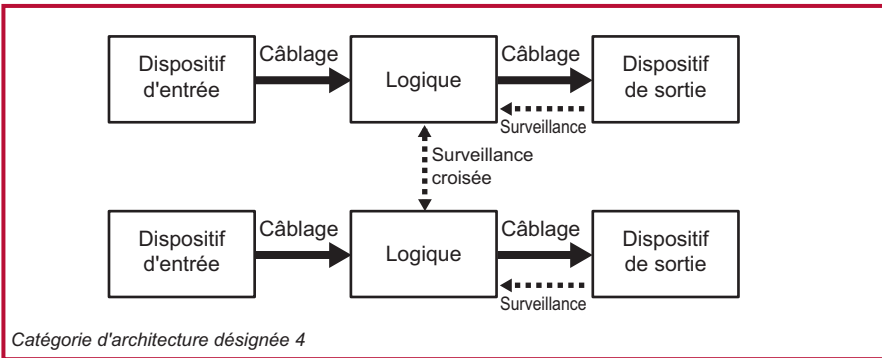 Câblage
Câblage
Dispositif
d'entrée
Logique
Dispositif
de sortie
Surveillance
Surveillance
croisée
Câblage
Câblage
Dispositif
d'entrée
Logique
Dispositif
de sortie
Surveillance
Catégorie d'architecture désignée 4